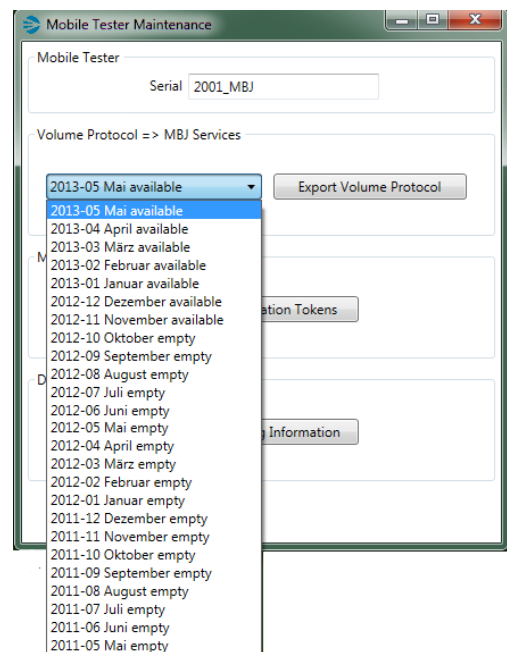 Mobile Tester Maintenance
Mobile Tester
Serial 2001_MBJ
Volume Protocol => MBJ Services
2013-05 Mai available Export Volume Protocol
2013-05 Mai available
2013-04 April available
2013-03 März available
2013-02 Februar available
2013-01 Januar available
2012-12 Dezember available
ation Tokens
2012-11 November available
2012-10 Oktober empty
2012-09 September empty
2012-08 August empty
2012-07 Juli empty
2012-06 Juni empty
2012-05 Mai empty
Information
2012-04 April empty
2012-03 März empty
2012-02 Februar empty
2012-01 Januar empty
2011-12 Dezember empty
2011-11 November empty
2011-10 Oktober empty
2011-09 September empty
2011-08 August empty
2011-07 Juli empty
2011-06 Juni empty
2011-05 Mai empty